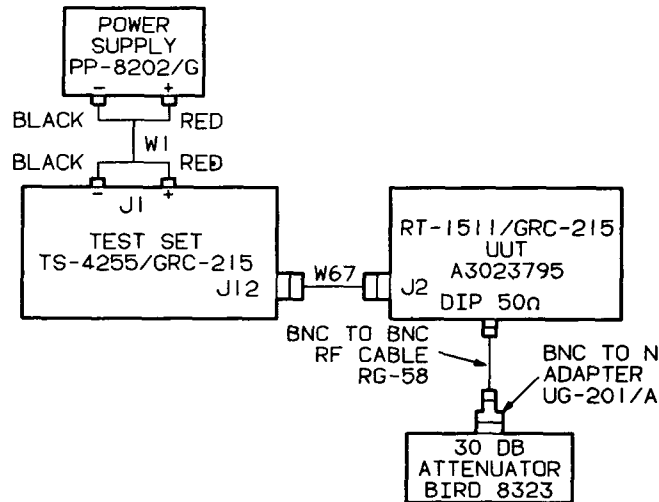 POWER
SUPPLY
PP-8202/G
- +
BLACK RED
W1
BLACK RED
- +
J1
TEST SET
TS-4255/GRC-215
J12
W67
RT-1511/GRC-215
UUT
A3023795
J2
DIP 50Ω
BNC TO BNC
RF CABLE
RG-58
BNC TO N
ADAPTER
UG-201/A
30 DB
ATTENUATOR
BIRD 8323